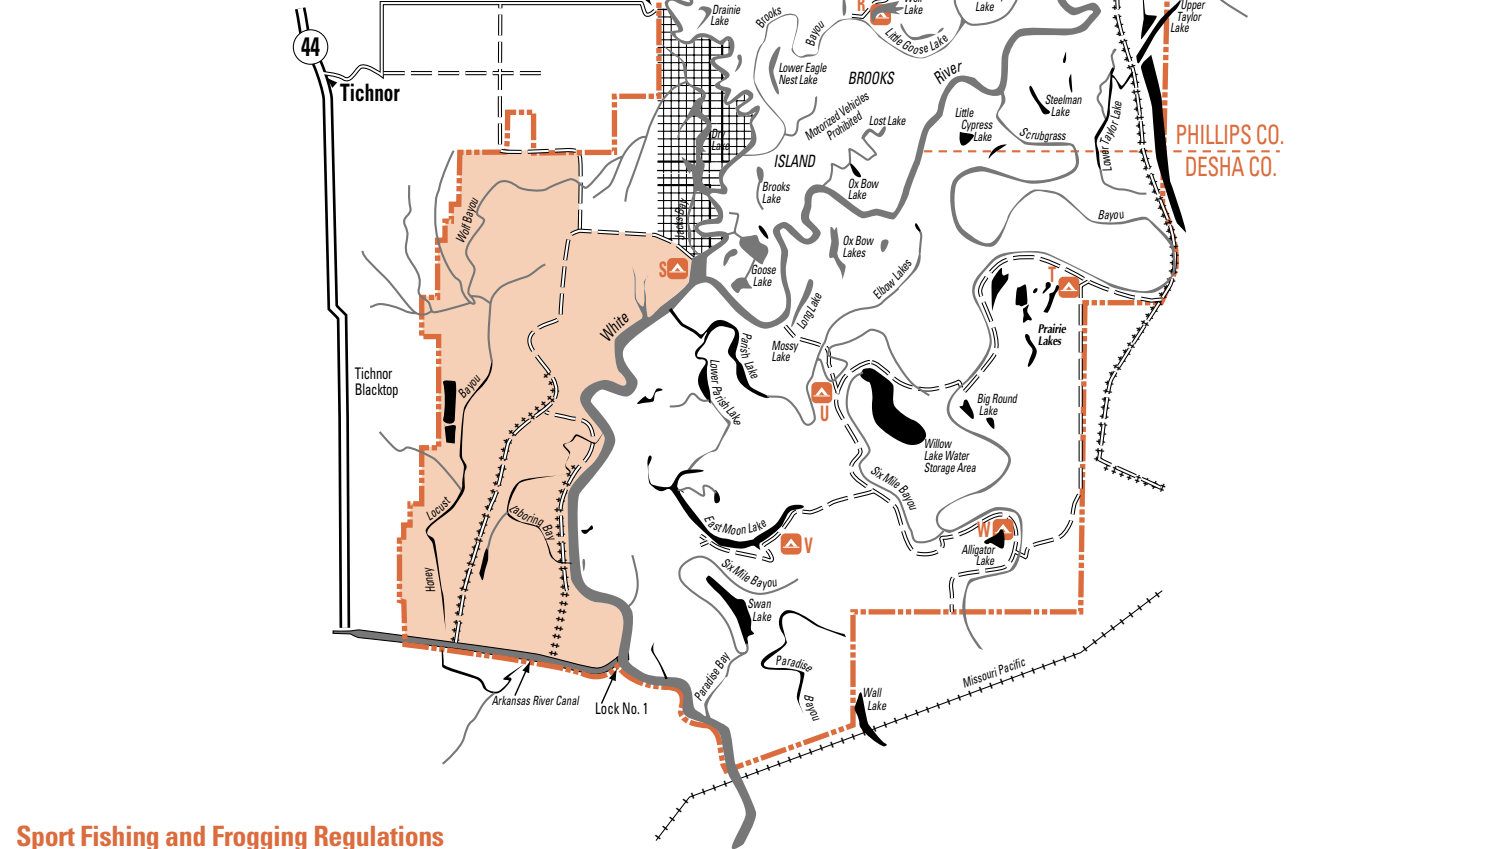 Drainie
Lake
Brooks
Bayou
R
Wolf
Lake
Lake
Little Goose Lake
Upper
Taylor
Lake
44
Tichnor
Lower Eagle
Nest Lake
BROOKS
River
Steelman
Lake
Motorized Vehicles
Prohibited
Lost Lake
Little
Cypress
Lake
Scrubgrass
Lower Taylor Lake
PHILLIPS CO.
DESHA CO.
Dry
Lake
ISLAND
Brooks
Lake
Ox Bow
Lake
Wolf Bayou
Jacks Bay
Bayou
Ox Bow
Lakes
S
Goose
Lake
Elbow Lakes
T
Long Lake
White
Prairie
Lakes
Mossy
Lake
Parish Lake
Lower Parish Lake
Tichnor
Blacktop
Bayou
U
Big Round
Lake
Willow
Lake Water
Storage Area
Six Mile Bayou
Locust
Laboring Bay
East Moon Lake
V
W
Alligator
Lake
Honey
Six Mile Bayou
Swan
Lake
Paradise Bay
Paradise
Bayou
Missouri Pacific
Wall
Lake
Arkansas River Canal
Lock No. 1
Sport Fishing and Frogging Regulations